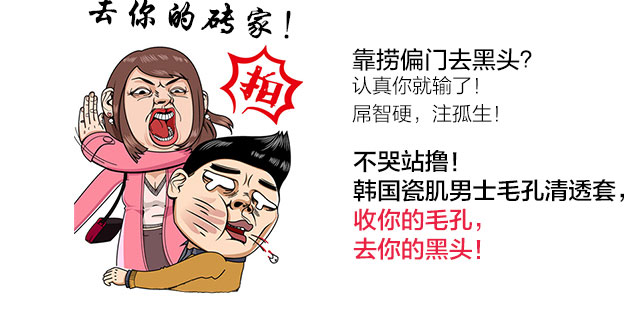 去你的砖家!
拍
靠捞偏门去黑头?
认真你就输了!
屌智硬，注孤生!
不哭站撸!
韩国瓷肌男士毛孔清透套，
收你的毛孔，
去你的黑头!